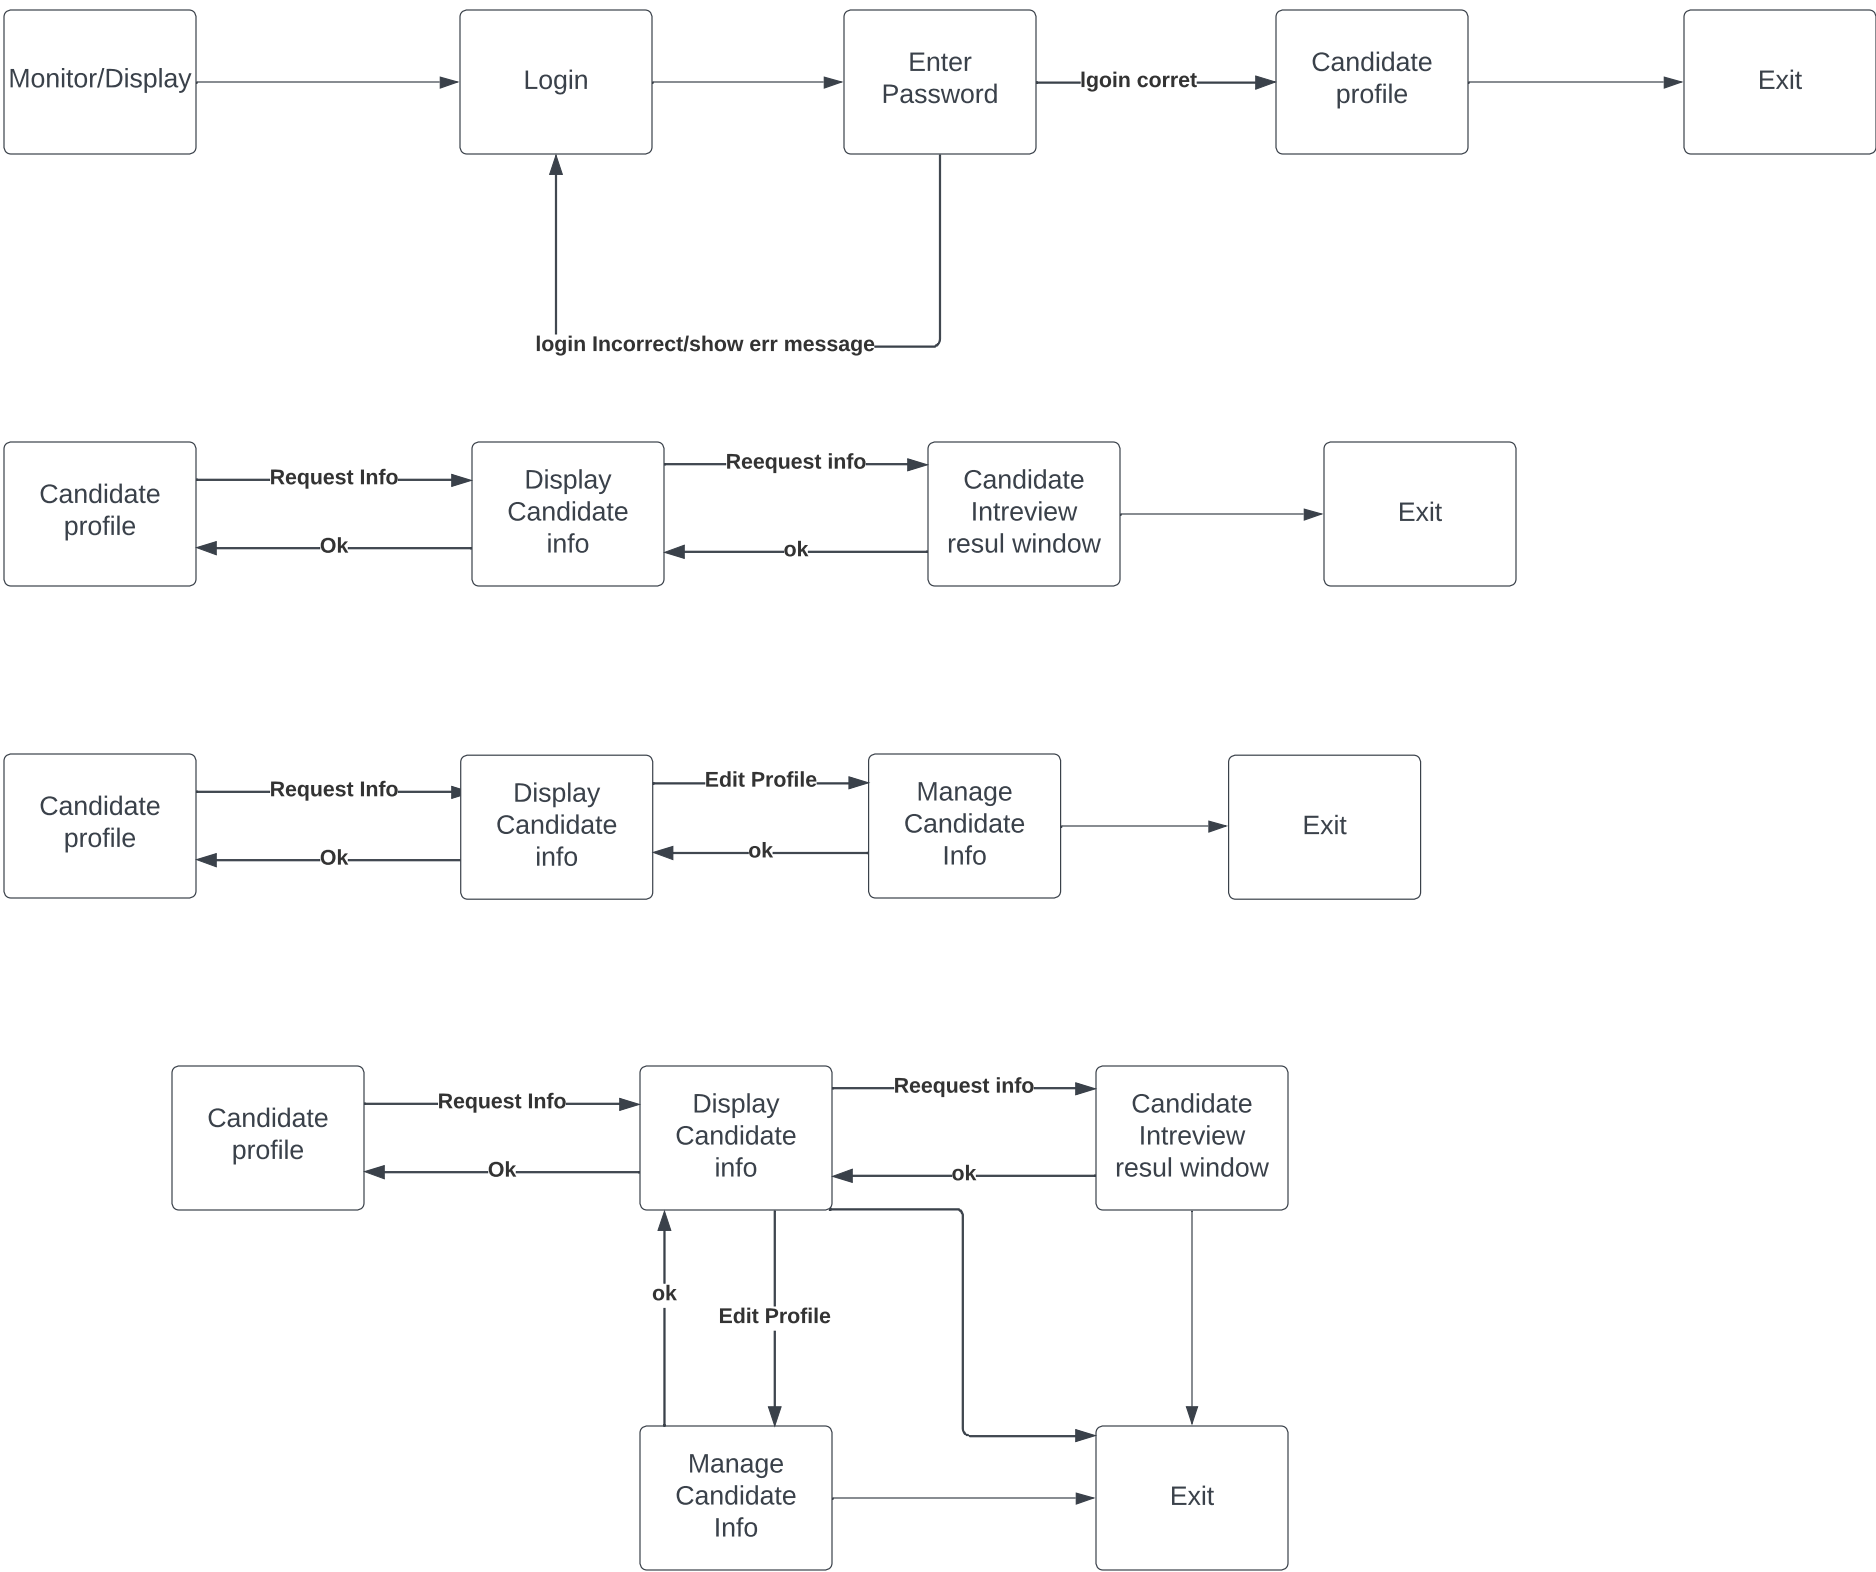 Monitor/Display
Login
Enter
Password
lgoin corret
Candidate
profile
Exit
login Incorrect/show err message
Candidate
profile
Request Info
Ok
Display
Candidate
info
Reequest info
ok
Candidate
Intreview
resul window
Exit
Candidate
profile
Request Info
Ok
Display
Candidate
info
Edit Profile
ok
Manage
Candidate
Info
Exit
Candidate
profile
Request Info
Ok
Display
Candidate
info
Reequest info
ok
Candidate
Intreview
resul window
ok
Edit Profile
Manage
Candidate
Info
Exit